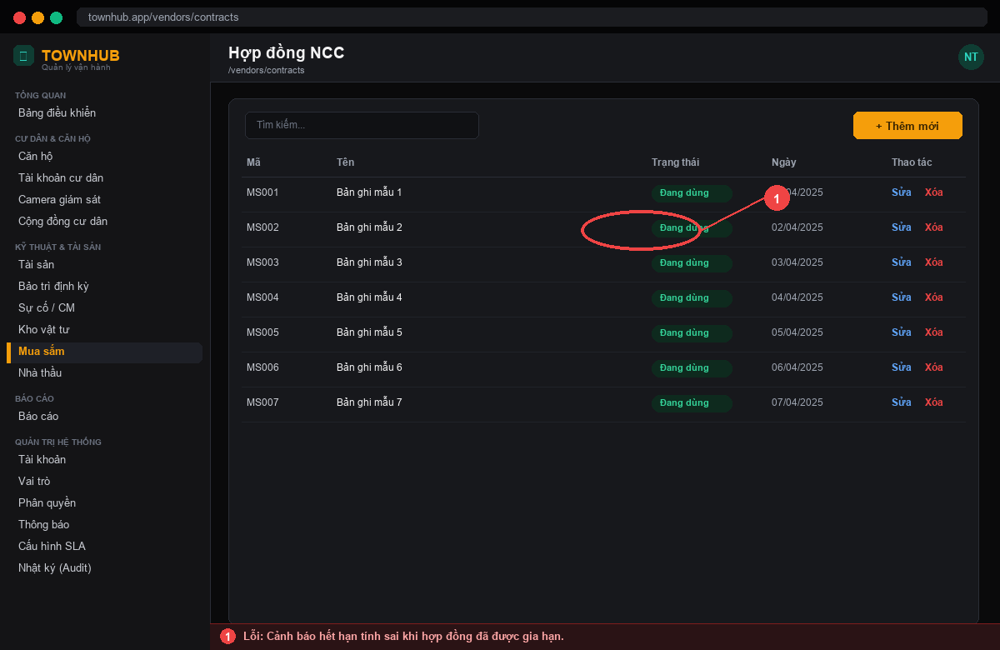 townhub.app/vendors/contracts
TOWNHUB
Quản lý vận hành
TỔNG QUAN
Bảng điều khiển
CƯ DÂN & CĂN HỘ
Căn hộ
Tài khoản cư dân
Camera giám sát
Cộng đồng cư dân
KỸ THUẬT & TÀI SẢN
Tài sản
Bảo trì định kỳ
Sự cố / CM
Kho vật tư
Mua sắm
Nhà thầu
BÁO CÁO
Báo cáo
QUẢN TRỊ HỆ THỐNG
Tài khoản
Vai trò
Phân quyền
Thông báo
Cấu hình SLA
Nhật ký (Audit)
Hợp đồng NCC
/vendors/contracts
NT
Tìm kiếm...
+ Thêm mới
Mã Tên Trạng thái Ngày Thao tác
MS001 Bản ghi mẫu 1 Đang dùng /04/2025 Sửa Xóa
1
MS002 Bản ghi mẫu 2 Đang dùng 02/04/2025 Sửa Xóa
MS003 Bản ghi mẫu 3 Đang dùng 03/04/2025 Sửa Xóa
MS004 Bản ghi mẫu 4 Đang dùng 04/04/2025 Sửa Xóa
MS005 Bản ghi mẫu 5 Đang dùng 05/04/2025 Sửa Xóa
MS006 Bản ghi mẫu 6 Đang dùng 06/04/2025 Sửa Xóa
MS007 Bản ghi mẫu 7 Đang dùng 07/04/2025 Sửa Xóa
1 Lỗi: Cảnh báo hết hạn tính sai khi hợp đồng đã được gia hạn.